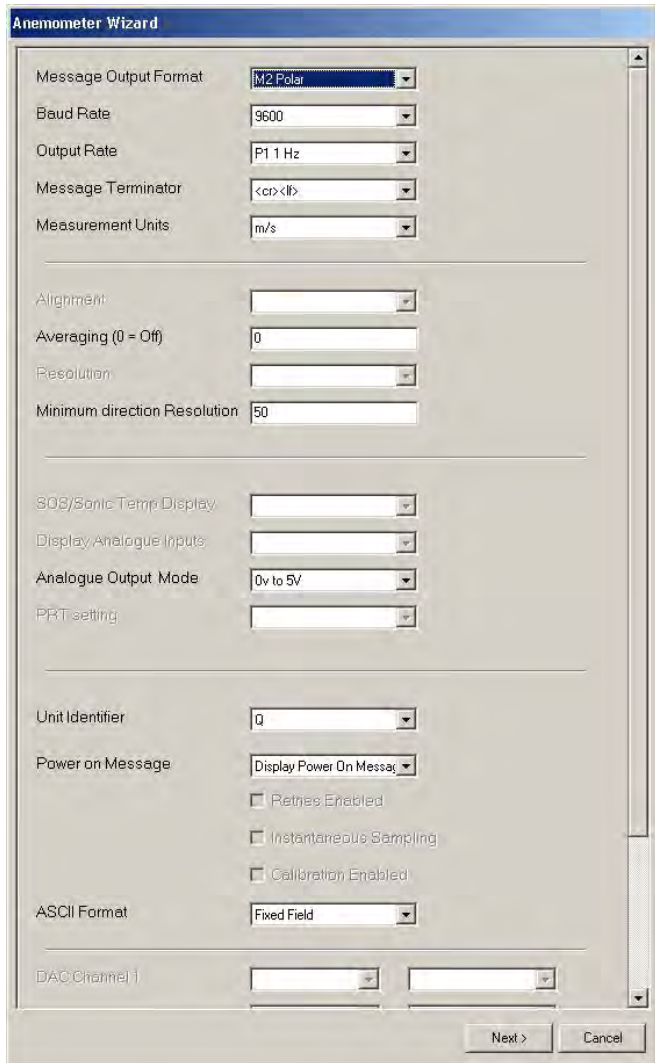 Anemometer Wizard
Message Output Format M2 Polar
Baud Rate 9600
Output Rate P1 1 Hz
Message Terminator <cr><lf>
Measurement Units m/s
Alignment
Averaging (0 = Off) 0
Resolution
Minimum direction Resolution 50
SOS/Sonic Temp Display
Display Analogue Inputs
Analogue Output Mode 0v to 5V
PRT setting
Unit Identifier Q
Power on Message Display Power On Messag
Retries Enabled
Instantaneous Sampling
Calibration Enabled
ASCII Format Fixed Field
DAC Channel 1
Next > Cancel